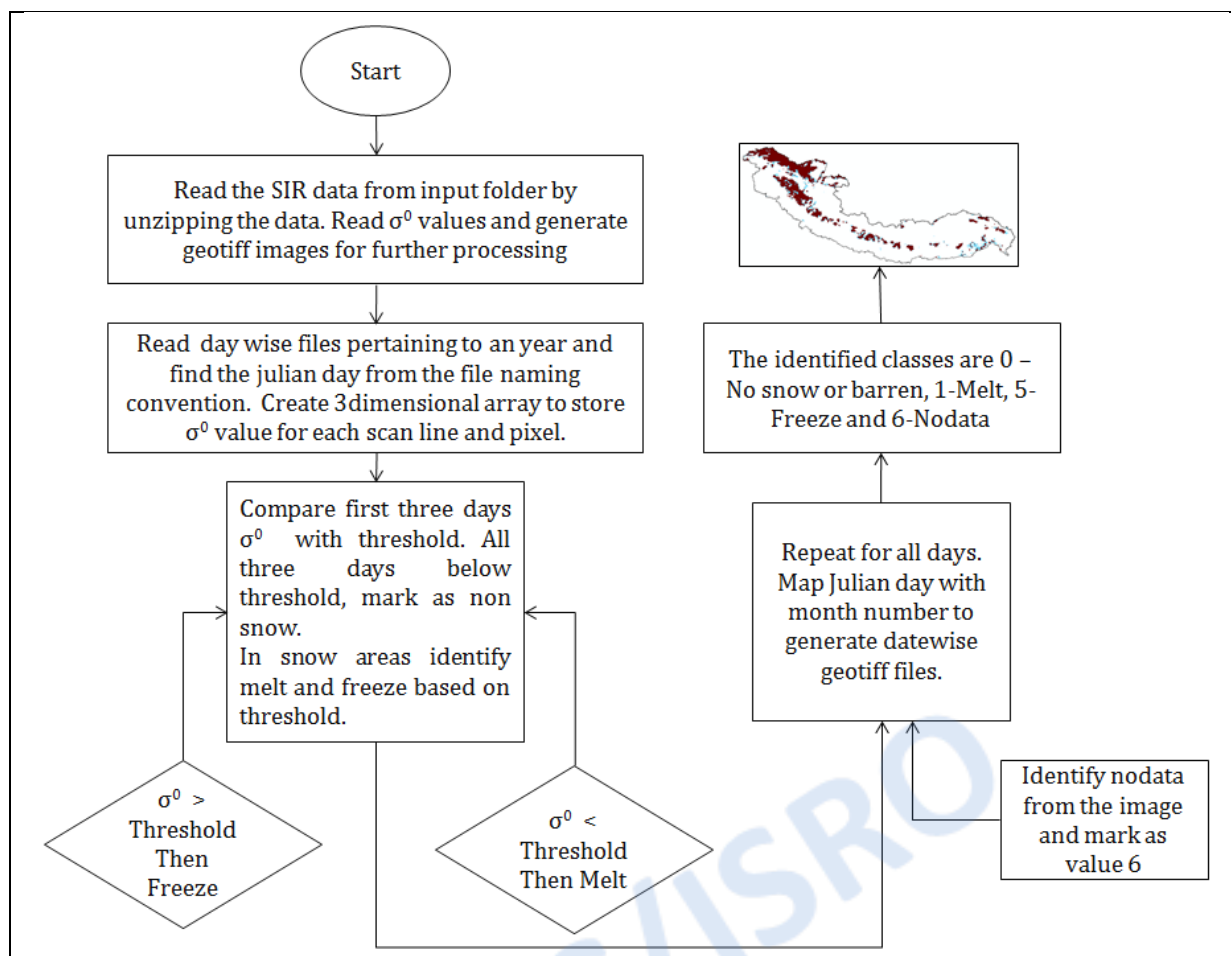 Start
Read the SIR data from input folder by
unzipping the data. Read σ⁰ values and generate
geotiff images for further processing
Read day wise files pertaining to an year and
find the julian day from the file naming
convention. Create 3dimensional array to store
σ⁰ value for each scan line and pixel.
Compare first three days
σ⁰ with threshold. All
three days below
threshold, mark as non
snow.
In snow areas identify
melt and freeze based on
threshold.
σ⁰ >
Threshold
Then
Freeze
σ⁰ <
Threshold
Then Melt
The identified classes are 0 –
No snow or barren, 1-Melt, 5-
Freeze and 6-Nodata
Repeat for all days.
Map Julian day with
month number to
generate datewise
geotiff files.
Identify nodata
from the image
and mark as
value 6
/ISRO